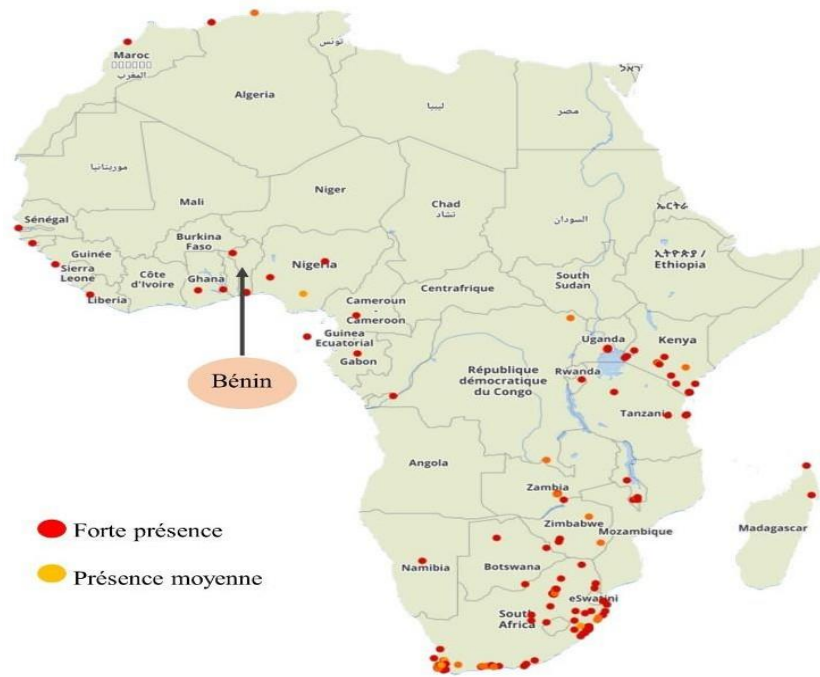 تونس
Maroc
المغرب
Algeria
ليبيا
مصر
موريتانيا
Mali
Niger
Chad
تشاد
السودان
ኤርትራ
Sénégal
Burkina
Faso
Guinée
Sierra
Leone
Côte
d'Ivoire
Ghana
Nigeria
Liberia
ኢትዮጵያ /
Ethiopia
South
Sudan
Centrafrique
Cameroun
Cameroon
Guinea
Ecuatorial
Gabon
Uganda
Kenya
Rwanda
République
démocratique
du Congo
Bénin
Tanzani
Angola
Zambia
Zimbabwe
Mozambique
Madagascar
Forte présence
Présence moyenne
Namibia
Botswana
eSwatini
South
Africa